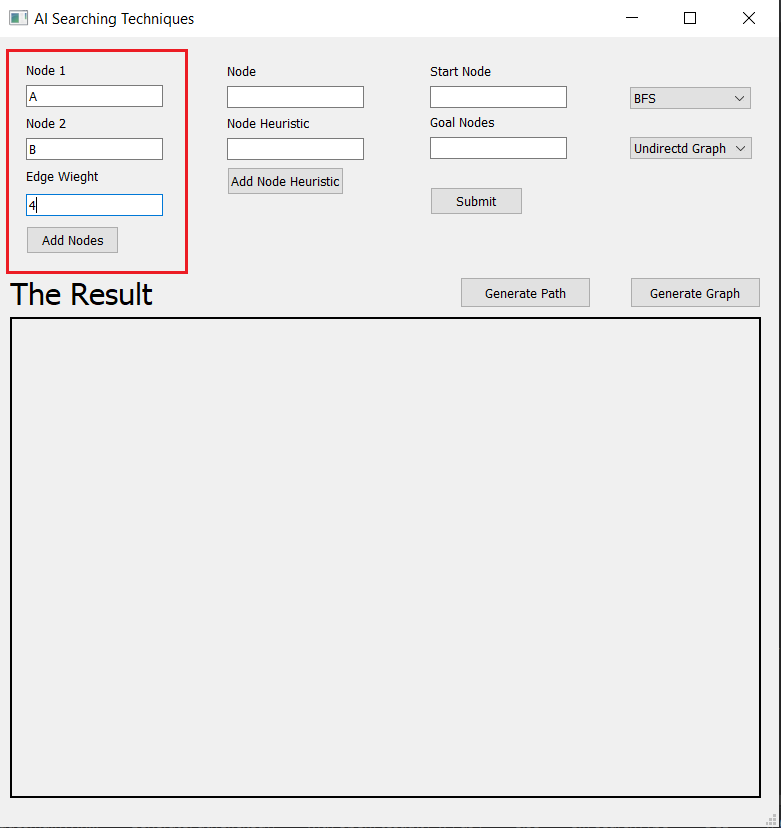 AI Searching Techniques
Node 1
A
Node 2
B
Edge Wieght
4
Add Nodes
Node
Node Heuristic
Add Node Heuristic
Start Node
Goal Nodes
Submit
BFS
Undirectd Graph
The Result
Generate Path
Generate Graph